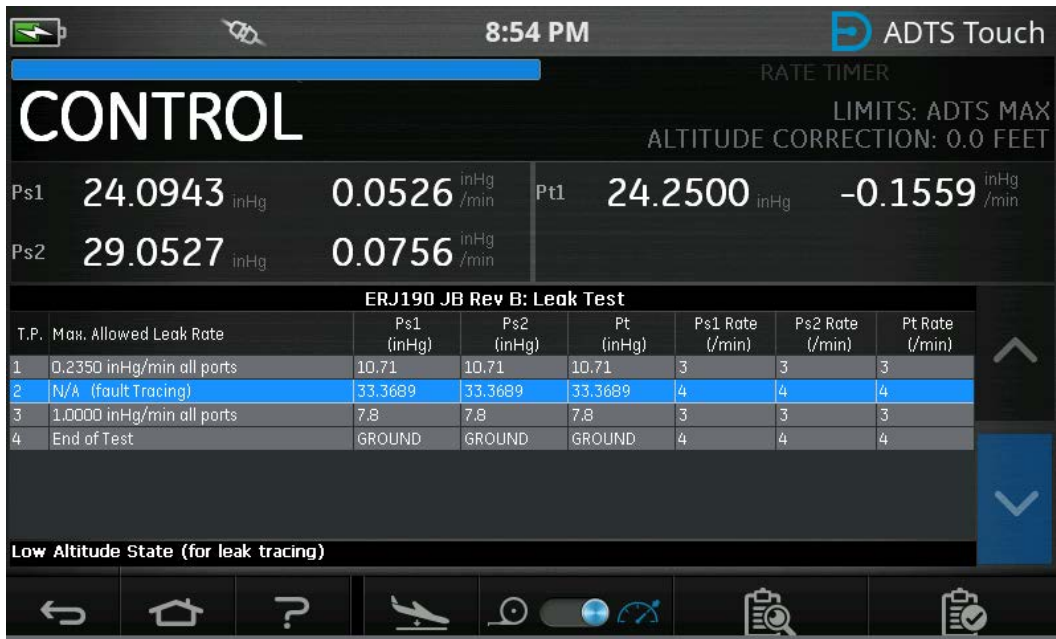 8:54 PM
ADTS Touch
RATE TIMER
CONTROL
LIMITS: ADTS MAX
ALTITUDE CORRECTION: 0.0 FEET
Ps1 24.0943 inHg 0.0526 inHg/min Pt1 24.2500 inHg -0.1559 inHg/min
Ps2 29.0527 inHg 0.0756 inHg/min
ERJ190 JB Rev B: Leak Test
T.P. Max. Allowed Leak Rate Ps1 (inHg) Ps2 (inHg) Pt (inHg) Ps1 Rate (/min) Ps2 Rate (/min) Pt Rate (/min)
1 0.2350 inHg/min all ports 10.71 10.71 10.71 3 3 3
2 N/A (fault Tracing) 33.3689 33.3689 33.3689 4 4 4
3 1.0000 inHg/min all ports 7.8 7.8 7.8 3 3 3
4 End of Test GROUND GROUND GROUND 4 4 4
Low Altitude State (for leak tracing)
?